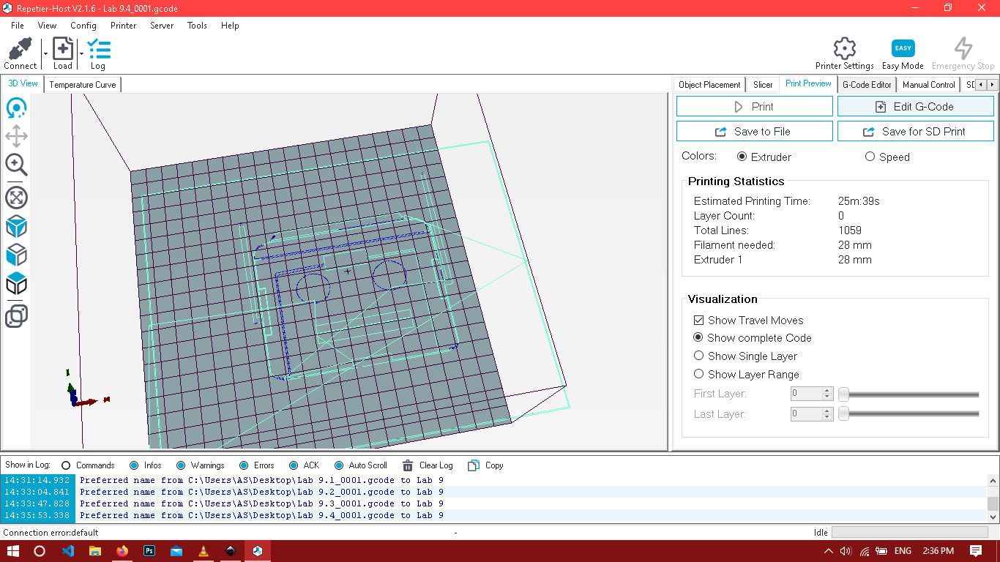 Repetier-Host V2.1.6 - Lab 9.4_0001.gcode
File View Config Printer Server Tools Help
Connect Load Log Printer Settings EASY Easy Mode Emergency Stop
3D View Temperature Curve
Object Placement Slicer Print Preview G-Code Editor Manual Control SD
Print Edit G-Code
Save to File Save for SD Print
Colors: Extruder Speed
Printing Statistics
Estimated Printing Time: 25m:39s
Layer Count: 0
Total Lines: 1059
Filament needed: 28 mm
Extruder 1 28 mm
Visualization
Show Travel Moves
Show complete Code
Show Single Layer
Show Layer Range
First Layer: 0
Last Layer: 0
Show in Log: Commands Infos Warnings Errors ACK Auto Scroll Clear Log Copy
14:31:14.932 Preferred name from C:\Users\AS\Desktop\Lab 9.1_0001.gcode to Lab 9
14:33:04.841 Preferred name from C:\Users\AS\Desktop\Lab 9.2_0001.gcode to Lab 9
14:33:47.828 Preferred name from C:\Users\AS\Desktop\Lab 9.3_0001.gcode to Lab 9
14:35:53.338 Preferred name from C:\Users\AS\Desktop\Lab 9.4_0001.gcode to Lab 9
Connection error:default - Idle
Ps ENG 2:36 PM